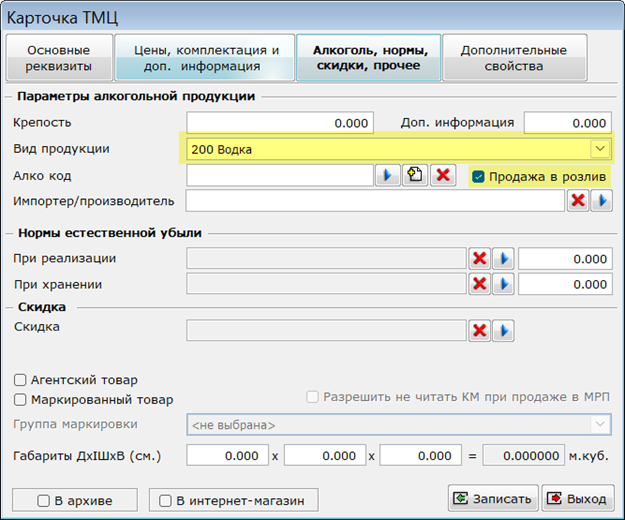 Карточка ТМЦ
Основные реквизиты
Цены, комплектация и доп. информация
Алкоголь, нормы, скидки, прочее
Дополнительные свойства
Параметры алкогольной продукции
Крепость 0.000 Доп. информация 0.000
Вид продукции 200 Водка
Алко код Продажа в розлив
Импортер/производитель
Нормы естественной убыли
При реализации 0.000
При хранении 0.000
Скидка
Скидка
Агентский товар
Маркированный товар Разрешить не читать КМ при продаже в МРП
Группа маркировки <не выбрана>
Габариты ДхШхВ (см.) 0.000 x 0.000 x 0.000 = 0.000000 м.куб.
В архиве В интернет-магазин Записать Выход